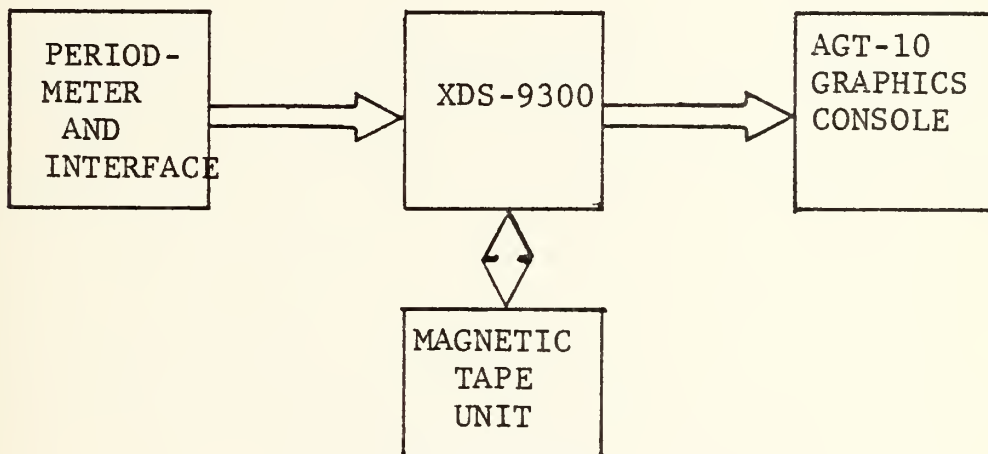 PERIOD-
METER
AND
INTERFACE
XDS-9300
AGT-10
GRAPHICS
CONSOLE
MAGNETIC
TAPE
UNIT